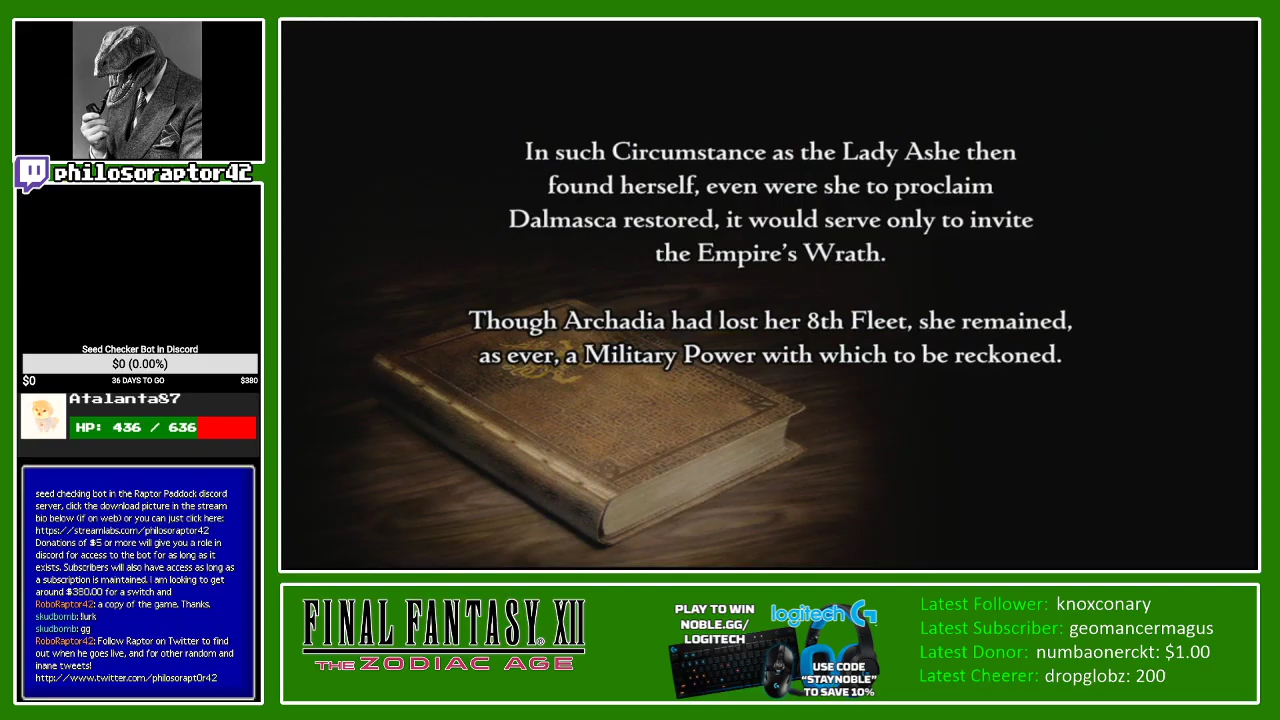 philosoraptor42
Seed Checker Bot in Discord
$0 (0.00%)
$0
36 DAYS TO GO
$380
Atalanta87
HP: 436 / 636
seed checking bot in the Raptor Paddock discord
server, click the download picture in the stream
bio below (if on web) or you can just click here:
https://streamlabs.com/philosoraptor42
Donations of $5 or more will give you a role in
discord for access to the bot for as long as it
exists. Subscribers will also have access as long as
a subscription is maintained. I am looking to get
around $380.00 for a switch and
RoboRaptor42: a copy of the game. Thanks.
skudbomb: !lurk
skudbomb: gg
RoboRaptor42: Follow Raptor on Twitter to find
out when he goes live, and for other random and
inane tweets!
http://www.twitter.com/philosorapt0r42
In such Circumstance as the Lady Ashe then
found herself, even were she to proclaim
Dalmasca restored, it would serve only to invite
the Empire's Wrath.
Though Archadia had lost her 8th Fleet, she remained,
as ever, a Military Power with which to be reckoned.
FINAL FANTASY XII
THE ZODIAC AGE
PLAY TO WIN
NOBLE.GG/
LOGITECH
logitech G
USE CODE
"STAYNOBLE"
TO SAVE 10%
Latest Follower: knoxconary
Latest Subscriber: geomancermagus
Latest Donor: numbaonerckt: $1.00
Latest Cheerer: dropglobz: 200